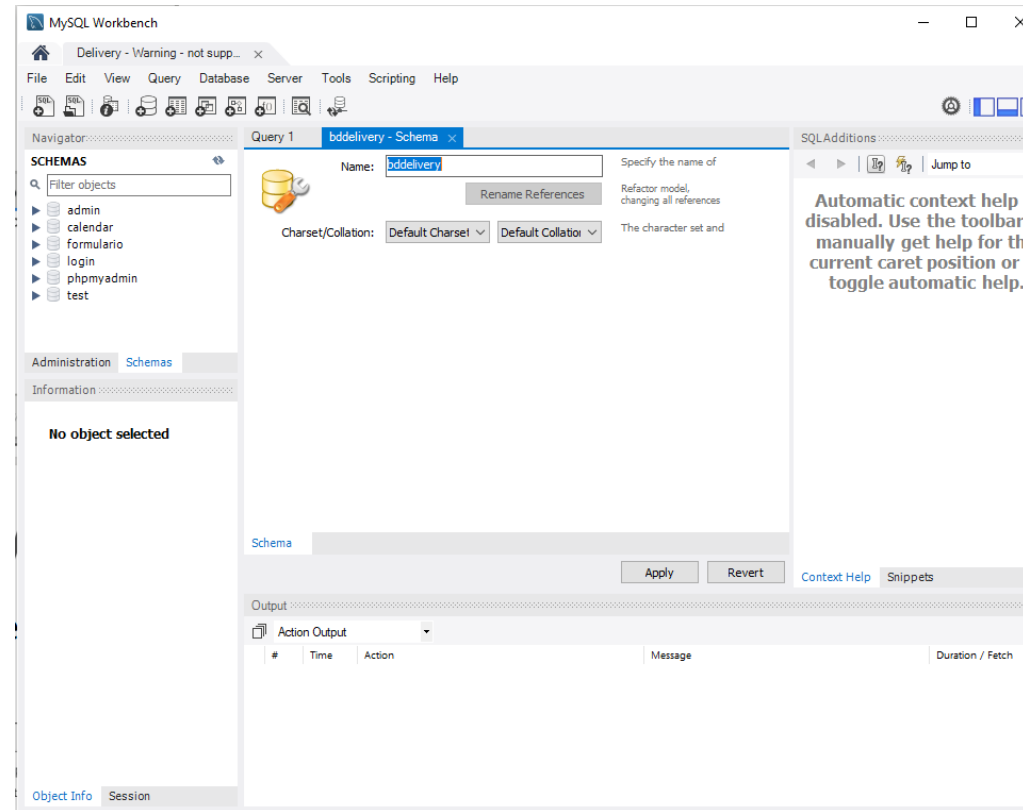 MySQL Workbench
Delivery - Warning - not supp...
File Edit View Query Database Server Tools Scripting Help
Navigator
SCHEMAS
Filter objects
admin
calendar
formulario
login
phpmyadmin
test
Administration Schemas
Information
No object selected
Object Info Session
Query 1 bddelivery - Schema
Name: bddelivery
Specify the name of
Rename References
Refactor model,
changing all references
Charset/Collation: Default Charset Default Collation
The character set and
Schema
Apply Revert
SQLAdditions
Jump to
Automatic context help
disabled. Use the toolbar
manually get help for th
current caret position or
toggle automatic help.
Context Help Snippets
Output
Action Output
# Time Action Message Duration / Fetch